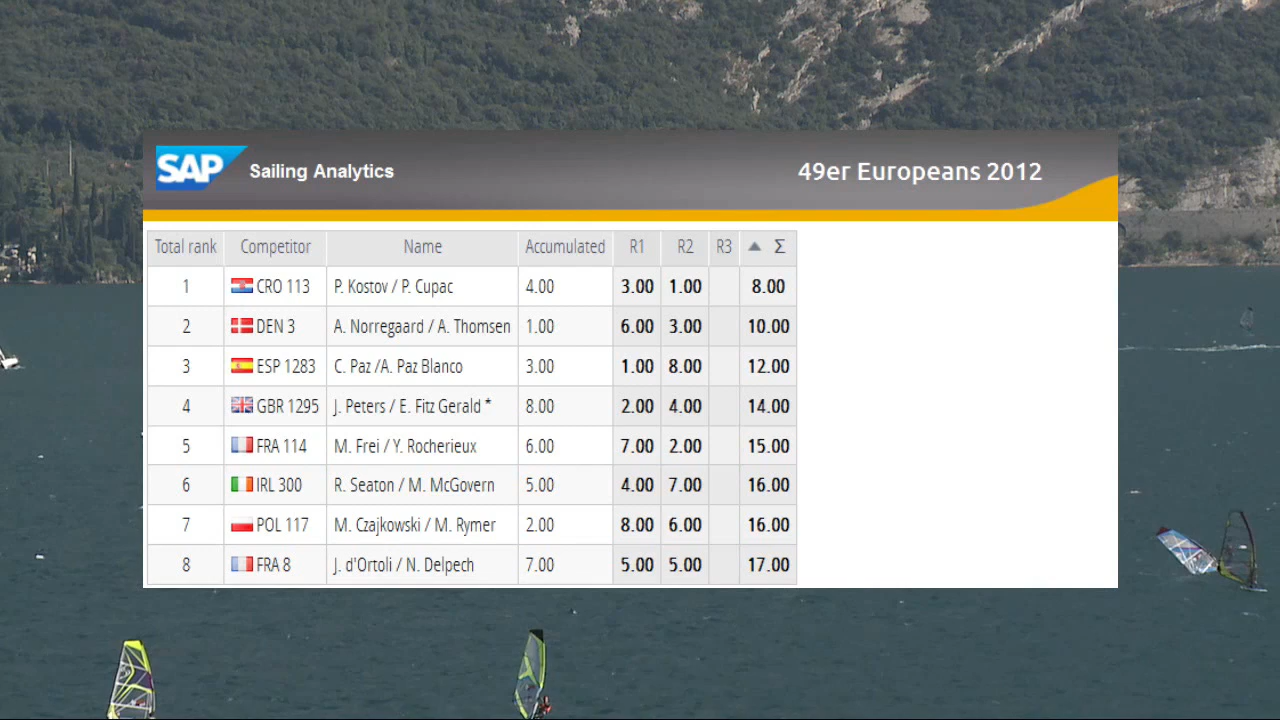 SAP Sailing Analytics 49er Europeans 2012
Total rank Competitor Name Accumulated R1 R2 R3 ▲ Σ
1 CRO 113 P. Kostov / P. Cupac 4.00 3.00 1.00 8.00
2 DEN 3 A. Norregaard / A. Thomsen 1.00 6.00 3.00 10.00
3 ESP 1283 C. Paz /A. Paz Blanco 3.00 1.00 8.00 12.00
4 GBR 1295 J. Peters / E. Fitz Gerald * 8.00 2.00 4.00 14.00
5 FRA 114 M. Frei / Y. Rocherieux 6.00 7.00 2.00 15.00
6 IRL 300 R. Seaton / M. McGovern 5.00 4.00 7.00 16.00
7 POL 117 M. Czajkowski / M. Rymer 2.00 8.00 6.00 16.00
8 FRA 8 J. d'Ortoli / N. Delpech 7.00 5.00 5.00 17.00